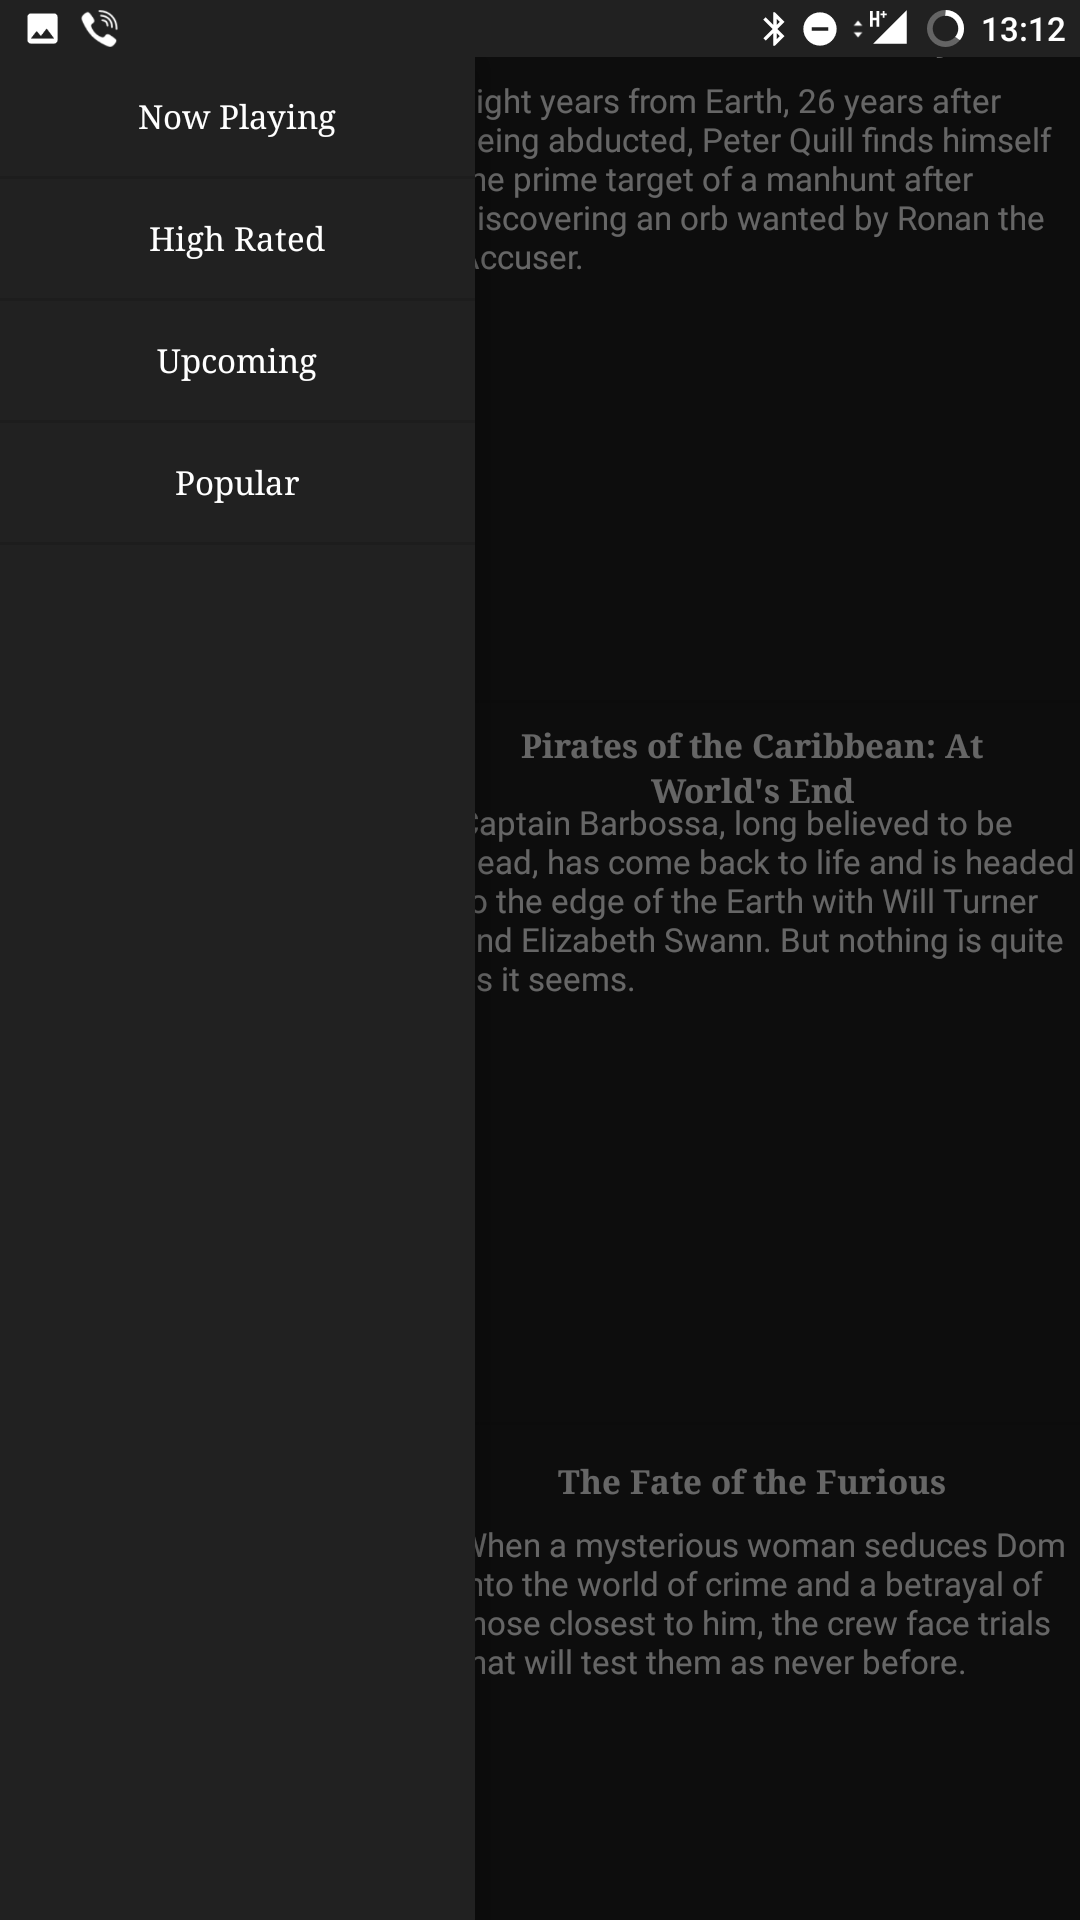 H+ 13:12
Now Playing
High Rated
Upcoming
Popular
ight years from Earth, 26 years after
eing abducted, Peter Quill finds himself
he prime target of a manhunt after
iscovering an orb wanted by Ronan the
Accuser.
Pirates of the Caribbean: At
World's End
Captain Barbossa, long believed to be
ead, has come back to life and is headed
o the edge of the Earth with Will Turner
nd Elizabeth Swann. But nothing is quite
s it seems.
The Fate of the Furious
When a mysterious woman seduces Dom
nto the world of crime and a betrayal of
hose closest to him, the crew face trials
hat will test them as never before.